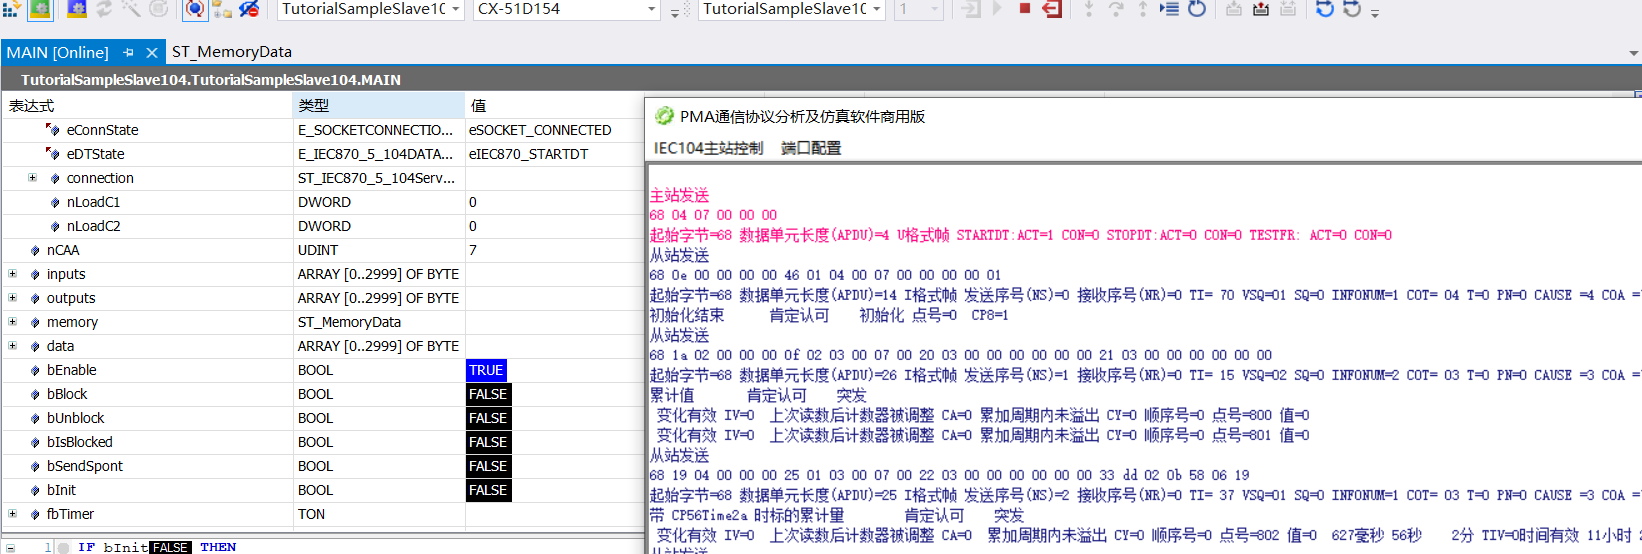 TutorialSampleSlave10 CX-51D154 TutorialSampleSlave10 1
MAIN [Online] ST_MemoryData
TutorialSampleSlave104.TutorialSampleSlave104.MAIN
表达式 类型 值
eConnState E_SOCKETCONNECTIO... eSOCKET_CONNECTED
eDTState E_IEC870_5_104DATA... eIEC870_STARTDT
connection ST_IEC870_5_104Serv...
nLoadC1 DWORD 0
nLoadC2 DWORD 0
nCAA UDINT 7
inputs ARRAY [0..2999] OF BYTE
outputs ARRAY [0..2999] OF BYTE
memory ST_MemoryData
data ARRAY [0..2999] OF BYTE
bEnable BOOL TRUE
bBlock BOOL FALSE
bUnblock BOOL FALSE
bIsBlocked BOOL FALSE
bSendSpont BOOL FALSE
bInit BOOL FALSE
fbTimer TON
1 IF bInit FALSE THEN
PMA通信协议分析及仿真软件商用版
IEC104主站控制 端口配置
主站发送
68 04 07 00 00 00
起始字节=68 数据单元长度(APDU)=4 U格式帧 STARTDT:ACT=1 CON=0 STOPDT:ACT=0 CON=0 TESTFR: ACT=0 CON=0
从站发送
68 0e 00 00 00 00 46 01 04 00 07 00 00 00 00 01
起始字节=68 数据单元长度(APDU)=14 I格式帧 发送序号(NS)=0 接收序号(NR)=0 TI= 70 VSQ=01 SQ=0 INFONUM=1 COT= 04 T=0 PN=0 CAUSE =4 COA =
初始化结束 肯定认可 初始化 点号=0 CP8=1
从站发送
68 1a 02 00 00 00 0f 02 03 00 07 00 20 03 00 00 00 00 00 00 21 03 00 00 00 00 00 00
起始字节=68 数据单元长度(APDU)=26 I格式帧 发送序号(NS)=1 接收序号(NR)=0 TI= 15 VSQ=02 SQ=0 INFONUM=2 COT= 03 T=0 PN=0 CAUSE =3 COA =
累计值 肯定认可 突发
变化有效 IV=0 上次读数后计数器被调整 CA=0 累加周期内未溢出 CY=0 顺序号=0 点号=800 值=0
变化有效 IV=0 上次读数后计数器被调整 CA=0 累加周期内未溢出 CY=0 顺序号=0 点号=801 值=0
从站发送
68 19 04 00 00 00 25 01 03 00 07 00 22 03 00 00 00 00 00 00 33 dd 02 0b 58 06 19
起始字节=68 数据单元长度(APDU)=25 I格式帧 发送序号(NS)=2 接收序号(NR)=0 TI= 37 VSQ=01 SQ=0 INFONUM=1 COT= 03 T=0 PN=0 CAUSE =3 COA =
带 CP56Time2a 时标的累计量 肯定认可 突发
变化有效 IV=0 上次读数后计数器被调整 CA=0 累加周期内未溢出 CY=0 顺序号=0 点号=802 值=0 627毫秒 56秒 2分 TIV=0时间有效 11小时